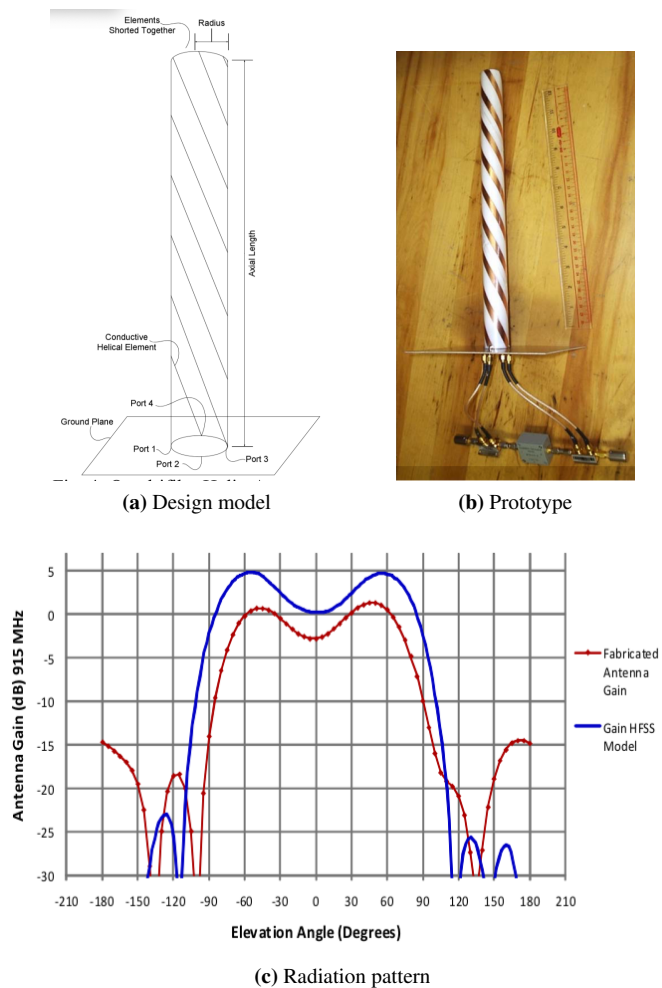 Elements
Shorted Together
Radius
Axial Length
Conductive
Helical Element
Port 4
Ground Plane
Port 1
Port 2
Port 3
(a) Design model
(b) Prototype
Antenna Gain (dB) 915 MHz
5
0
-5
-10
-15
-20
-25
-30
-210 -180 -150 -120 -90 -60 -30 0 30 60 90 120 150 180 210
Elevation Angle (Degrees)
Fabricated
Antenna
Gain
Gain HFSS
Model
(c) Radiation pattern